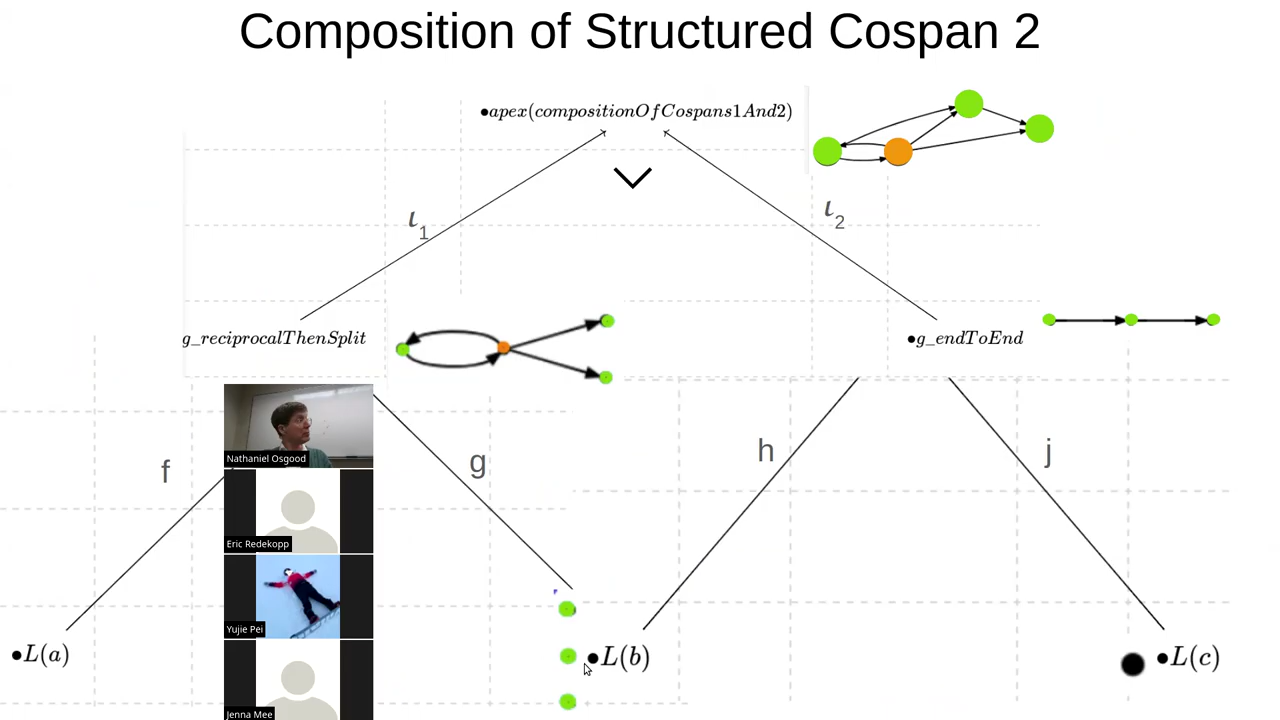 Composition of Structured Cospan 2
•apex(compositionOfCospans1And2)
ι1
ι2
g_reciprocalThenSplit
•g_endToEnd
f
g
h
j
Nathaniel Osgood
Eric Redekopp
Yujie Pei
Jenna Mee
•L(a)
•L(b)
•L(c)